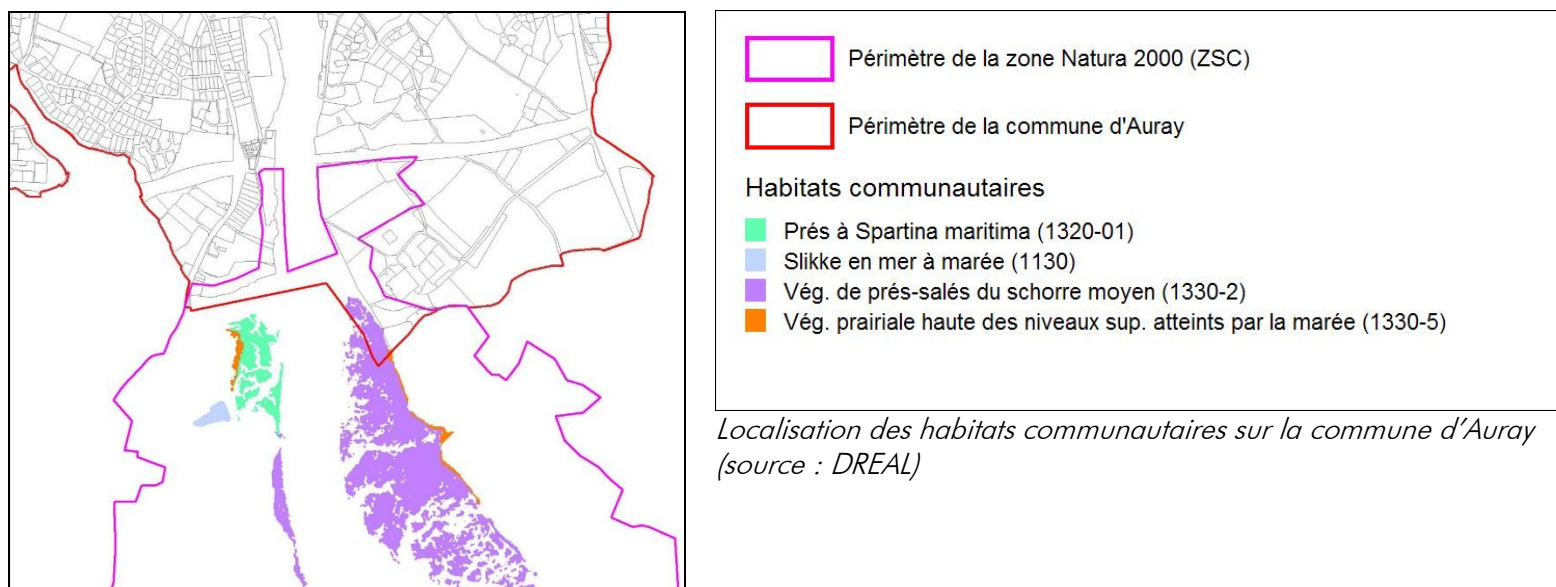 Périmètre de la zone Natura 2000 (ZSC)
Périmètre de la commune d'Auray
Habitats communautaires
Prés à Spartina maritima (1320-01)
Slikke en mer à marée (1130)
Vég. de prés-salés du schorre moyen (1330-2)
Vég. prairiale haute des niveaux sup. atteints par la marée (1330-5)
Localisation des habitats communautaires sur la commune d'Auray
(source : DREAL)